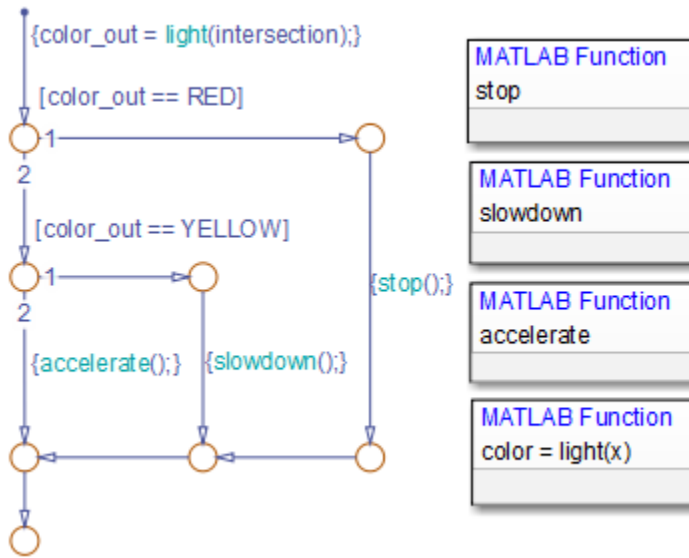 {color_out = light(intersection);}
[color_out == RED]
1
2
[color_out == YELLOW]
1
2
{stop();}
{accelerate();}
{slowdown();}
MATLAB Function
stop
MATLAB Function
slowdown
MATLAB Function
accelerate
MATLAB Function
color = light(x)